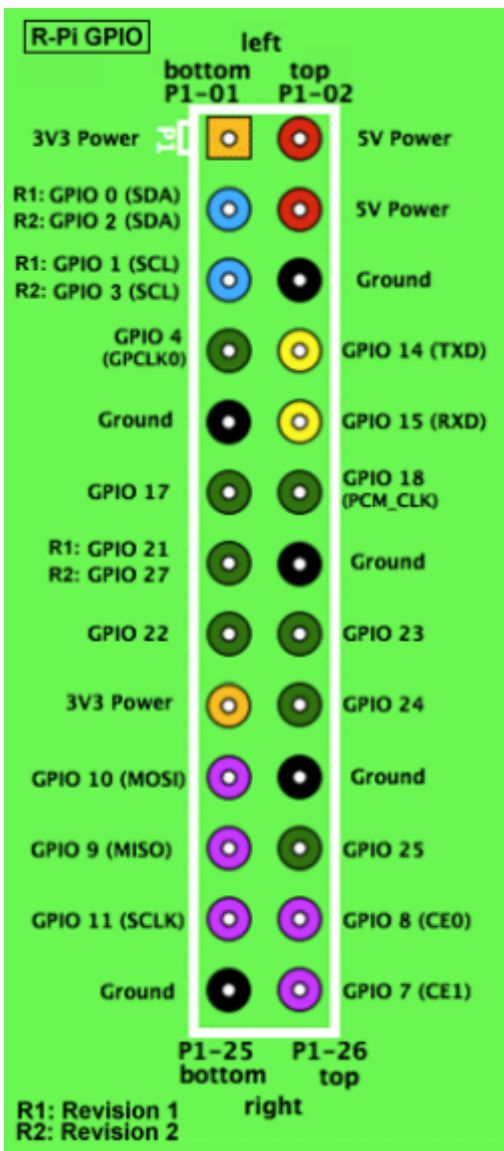 R-Pi GPIO
left
bottom top
P1-01 P1-02
3V3 Power P1 5V Power
R1: GPIO 0 (SDA)
R2: GPIO 2 (SDA)
5V Power
R1: GPIO 1 (SCL)
R2: GPIO 3 (SCL)
Ground
GPIO 4
(GPCLK0)
GPIO 14 (TXD)
Ground GPIO 15 (RXD)
GPIO 17
GPIO 18
(PCM_CLK)
R1: GPIO 21
R2: GPIO 27
Ground
GPIO 22 GPIO 23
3V3 Power GPIO 24
GPIO 10 (MOSI) Ground
GPIO 9 (MISO) GPIO 25
GPIO 11 (SCLK) GPIO 8 (CE0)
Ground GPIO 7 (CE1)
P1-25 P1-26
bottom top
right
R1: Revision 1
R2: Revision 2